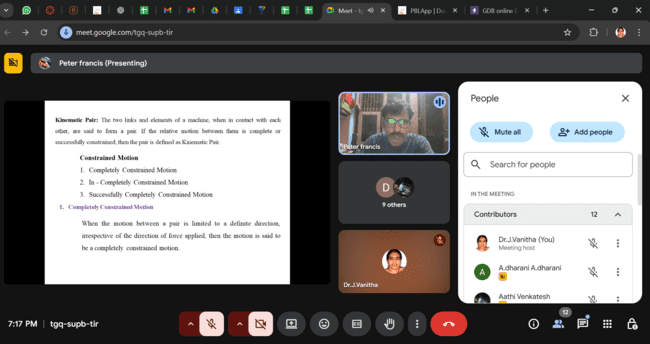 Meet - tg
PBLApp | Do
GDB online
meet.google.com/tgq-supb-tir
Peter francis (Presenting)
Kinematic Pair: The two links and elements of a machine, when in contact with each
other, are said to form a pair. If the relative motion between them is complete or
successfully constrained, then the pair is defined as Kinematic Pair.
Constrained Motion
1. Completely Constrained Motion
2. In - Completely Constrained Motion
3. Successfully Completely Constrained Motion
1. Completely Constrained Motion
When the motion between a pair is limited to a definite direction,
irrespective of the direction of force applied, then the motion is said to
be a completely constrained motion.
Peter francis
D
9 others
Dr.J.Vanitha
People
Mute all
Add people
Search for people
IN THE MEETING
Contributors
12
Dr.J.Vanitha (You)
Meeting host
A
A.dharani A.dharani
Aathi Venkatesh
7:17 PM | tgq-supb-tir
12